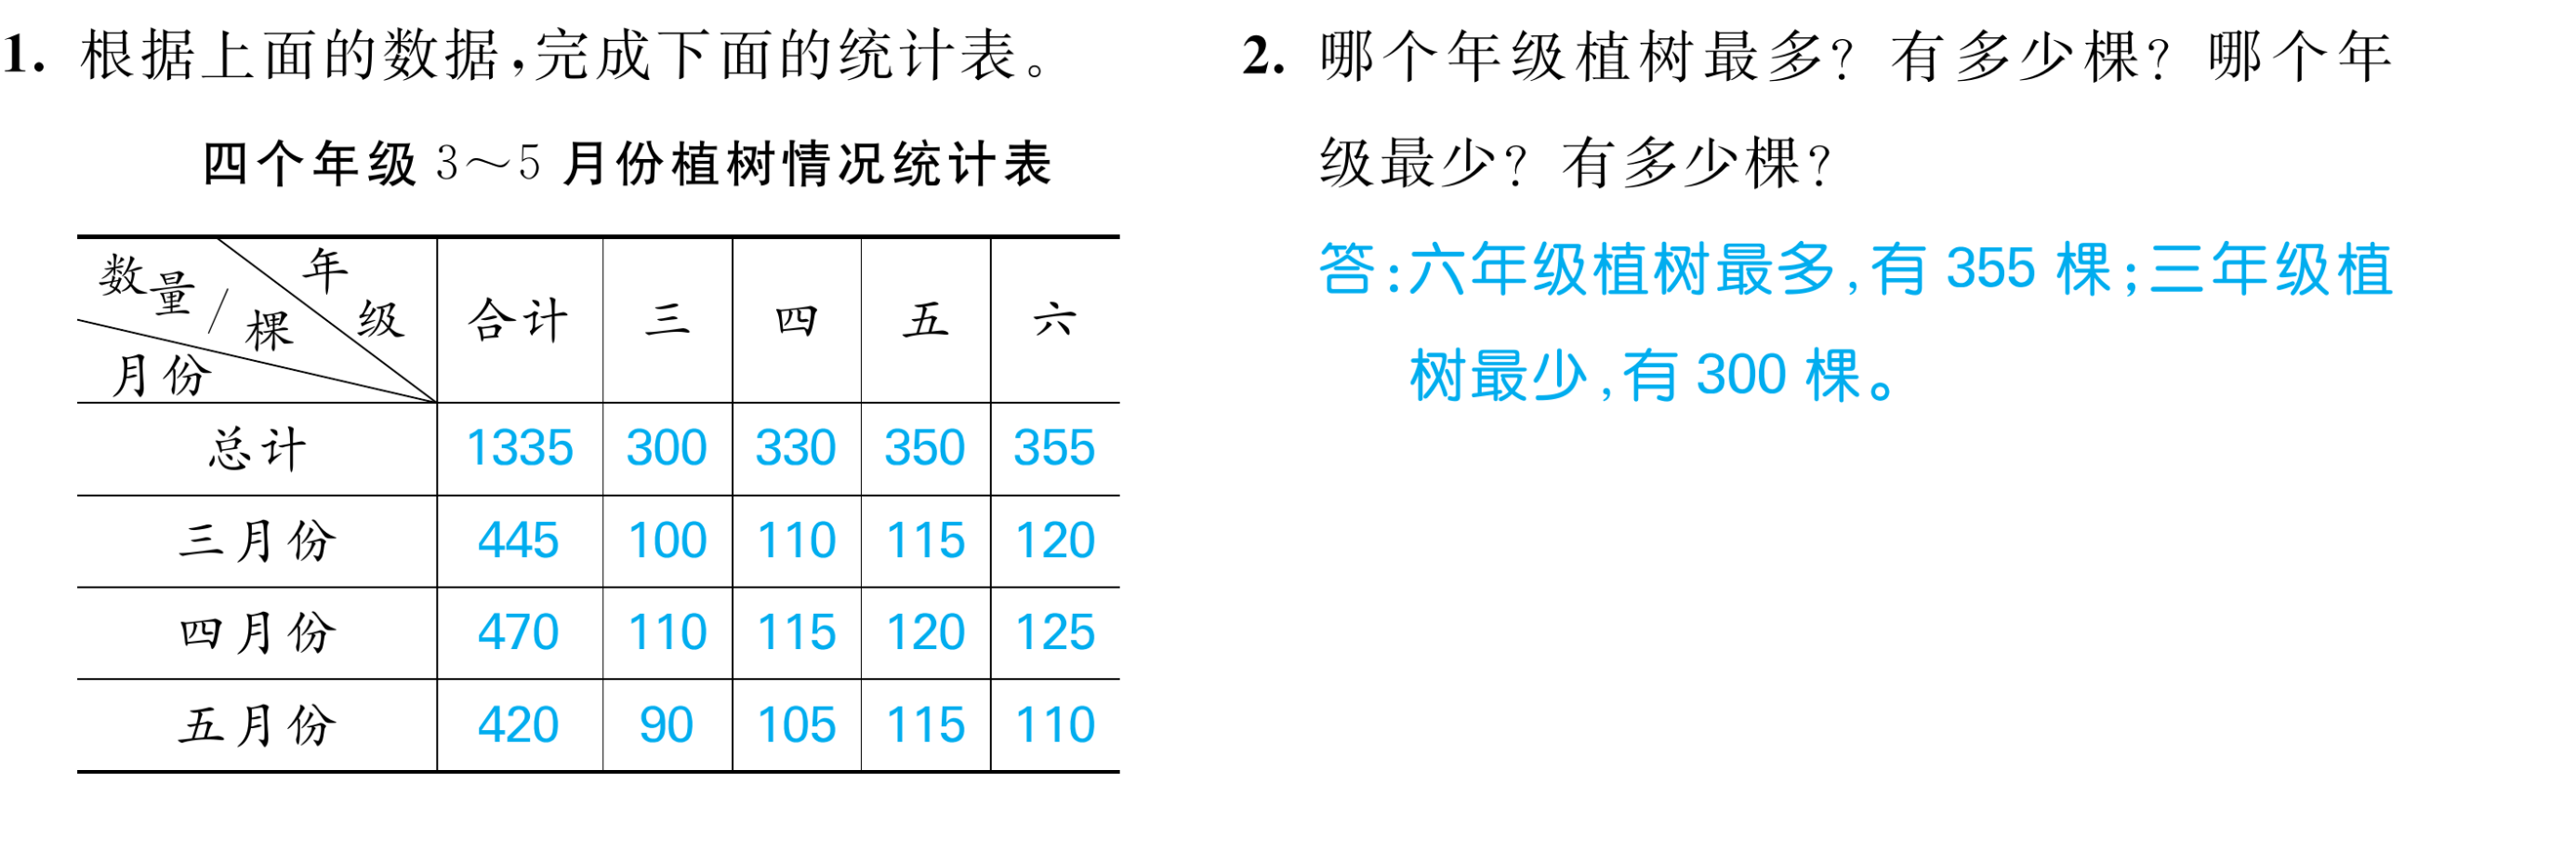 1. 根据上面的数据,完成下面的统计表。
四个年级 3～5 月份植树情况统计表
数量/棵 年级 月份 合计 三 四 五 六
总计 1335 300 330 350 355
三月份 445 100 110 115 120
四月份 470 110 115 120 125
五月份 420 90 105 115 110
2. 哪个年级植树最多? 有多少棵? 哪个年
级最少? 有多少棵?
答:六年级植树最多,有 355 棵;三年级植
树最少,有 300 棵。